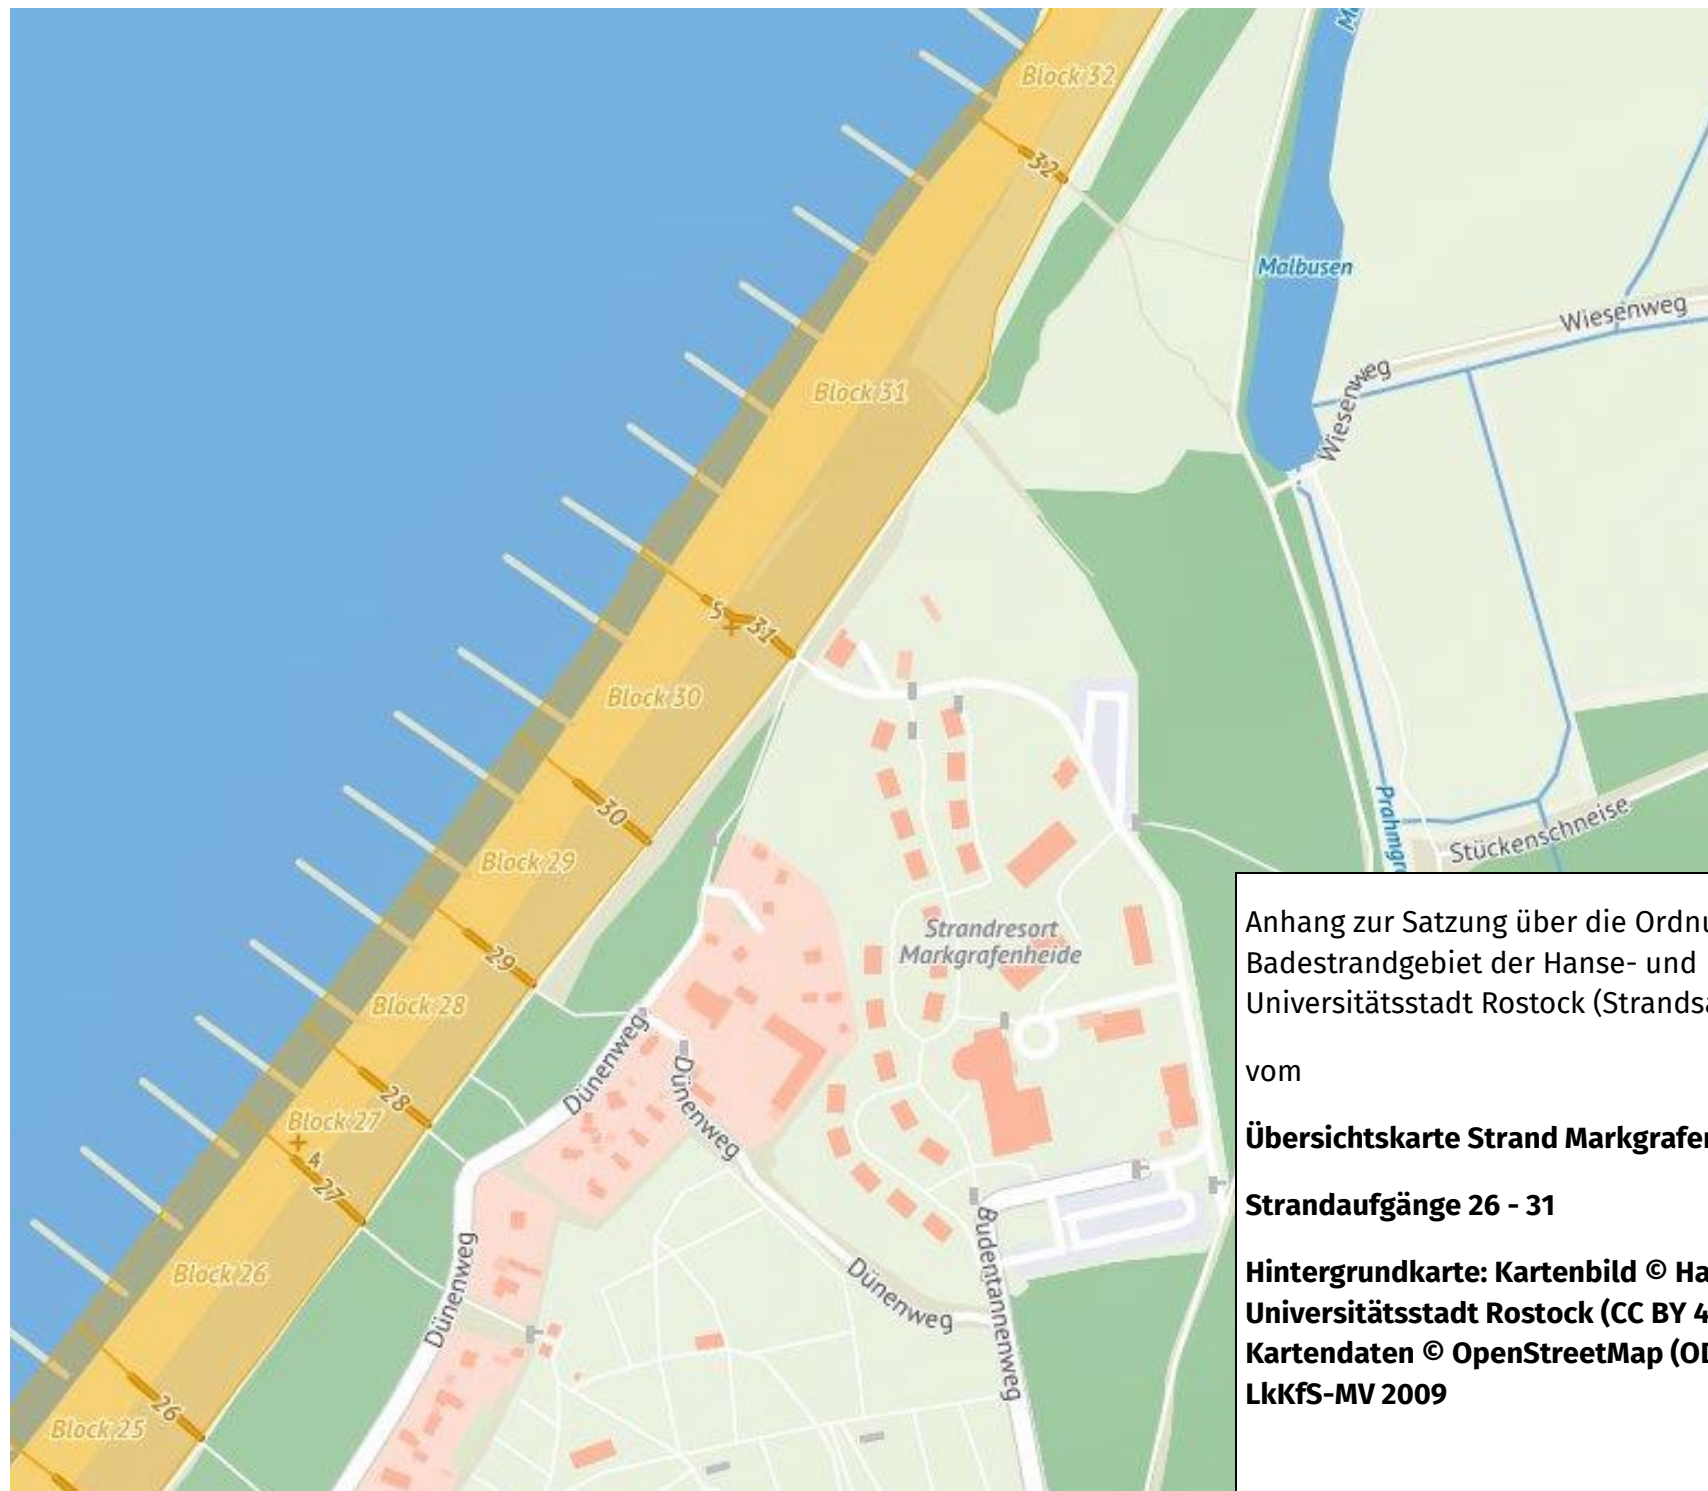 Block 32
32
Malbusen
Wiesenweg
Wiesenweg
Block 31
5
31
Block 30
30
Block 29
Prahmgr
Stückenschneise
29
Strandresort
Markgrafenheide
Block 28
Dünenweg
Dünenweg
28
Block 27
4
27
Block 26
Dünenweg
Dünenweg
Budentannenweg
26
Block 25
Anhang zur Satzung über die Ordnu
Badestrandgebiet der Hanse- und
Universitätsstadt Rostock (Strandsa
vom
Übersichtskarte Strand Markgrafen
Strandaufgänge 26 - 31
Hintergrundkarte: Kartenbild © Ha
Universitätsstadt Rostock (CC BY 4
Kartendaten © OpenStreetMap (OD
LkKfS-MV 2009